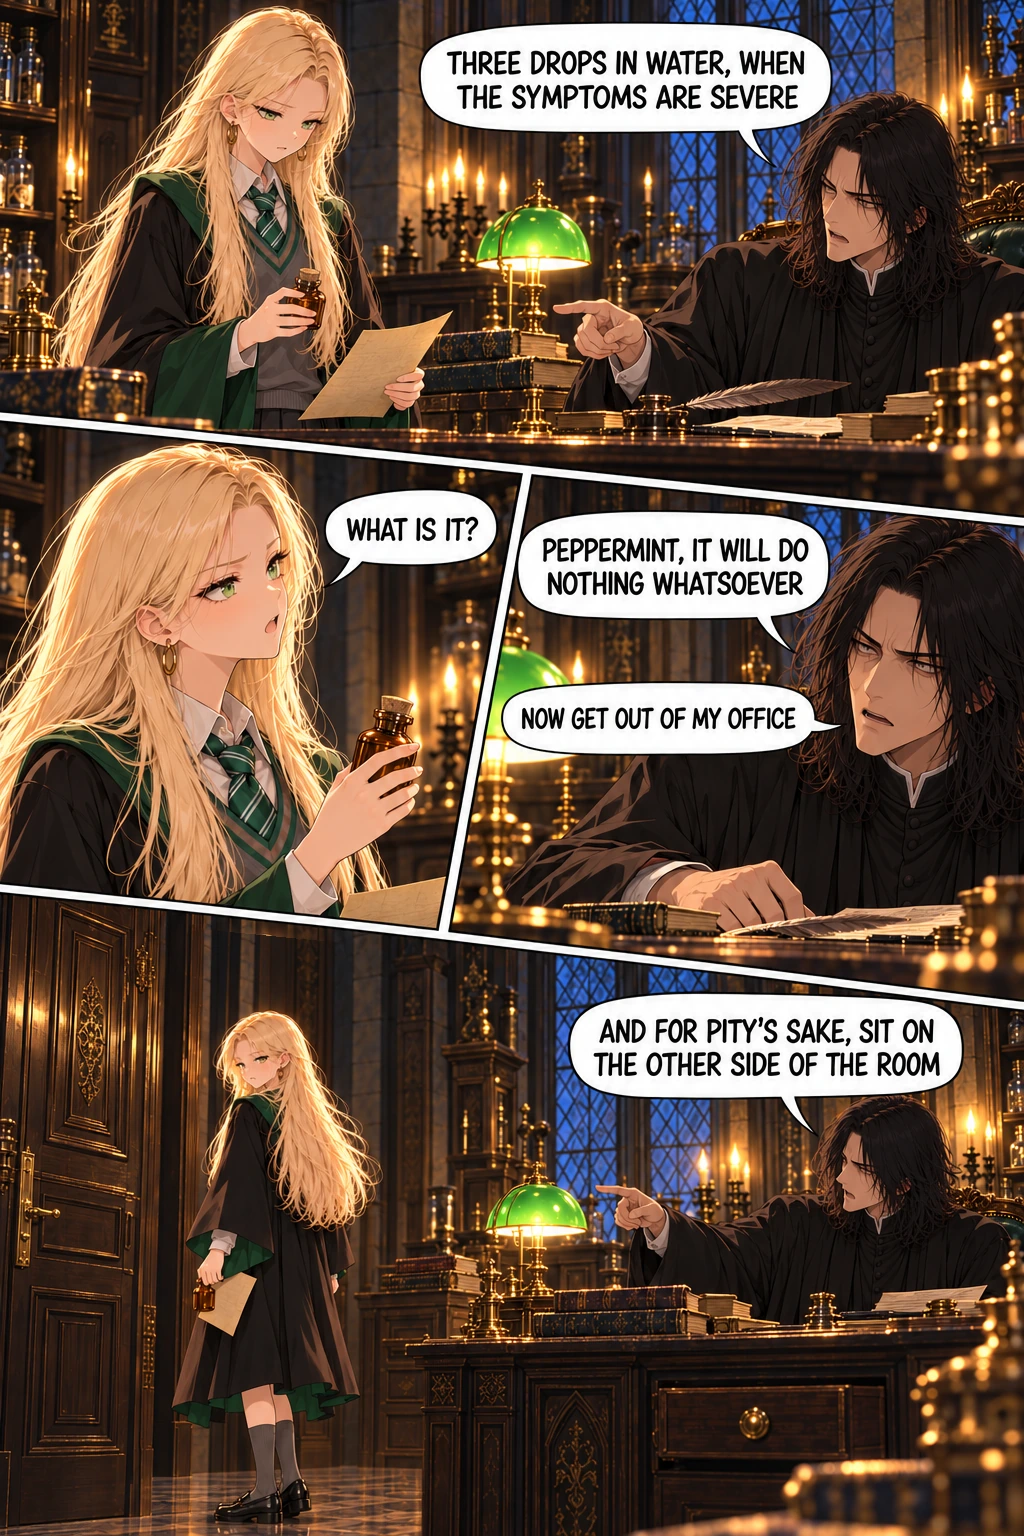 THREE DROPS IN WATER, WHEN
THE SYMPTOMS ARE SEVERE
WHAT IS IT?
PEPPERMINT, IT WILL DO
NOTHING WHATSOEVER
NOW GET OUT OF MY OFFICE
AND FOR PITY'S SAKE, SIT ON
THE OTHER SIDE OF THE ROOM